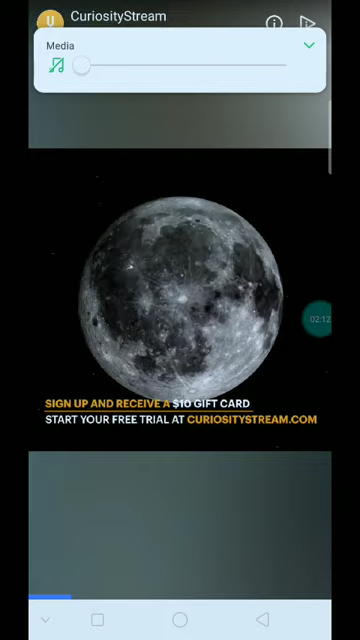 CuriosityStream
Media
02:12
SIGN UP AND RECEIVE A $10 GIFT CARD
START YOUR FREE TRIAL AT CURIOSITYSTREAM.COM